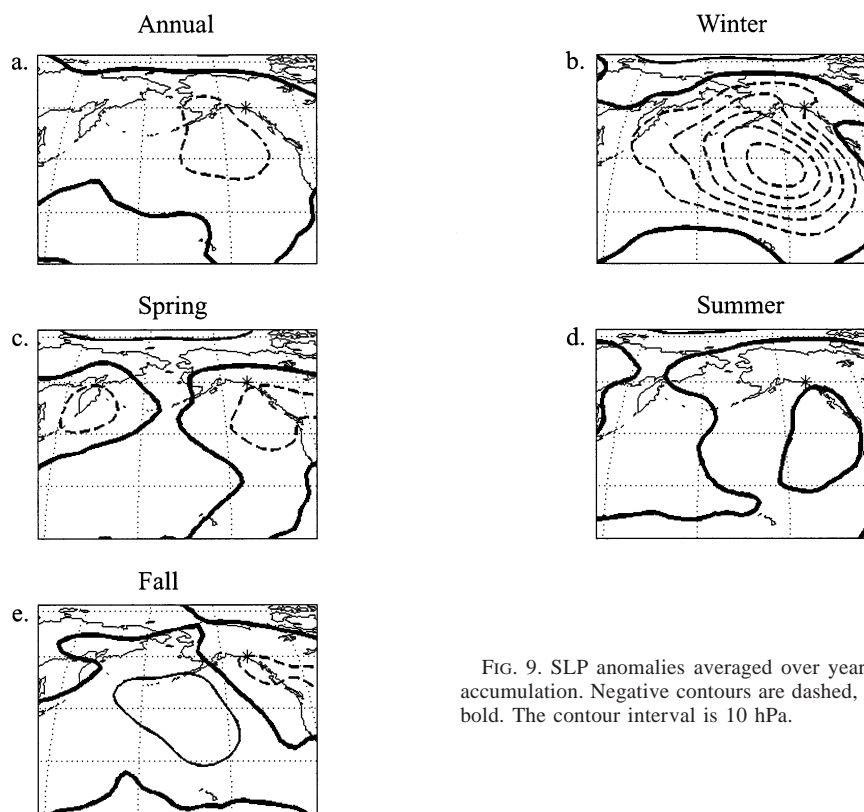 Annual
Winter
a.
b.
Spring
Summer
c.
d.
Fall
e.
FIG. 9. SLP anomalies averaged over year
accumulation. Negative contours are dashed,
bold. The contour interval is 10 hPa.